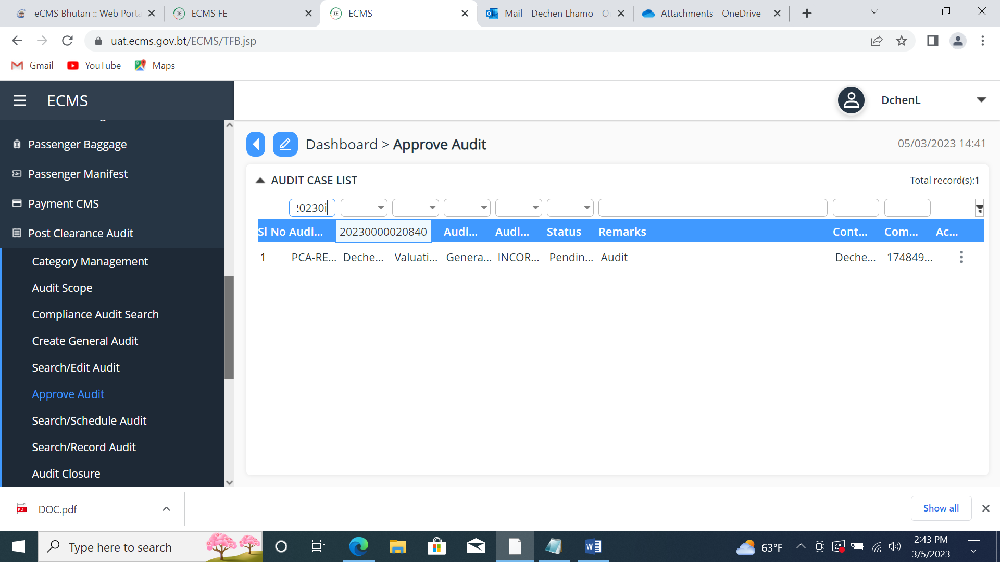 eCMS Bhutan :: Web Porta
ECMS FE
ECMS
Mail - Dechen Lhamo - O
Attachments - OneDrive
uat.ecms.gov.bt/ECMS/TFB.jsp
Gmail
YouTube
Maps
ECMS
DchenL
Passenger Baggage
Passenger Manifest
Payment CMS
Post Clearance Audit
Category Management
Audit Scope
Compliance Audit Search
Create General Audit
Search/Edit Audit
Approve Audit
Search/Schedule Audit
Search/Record Audit
Audit Closure
Dashboard > Approve Audit
05/03/2023 14:41
AUDIT CASE LIST
Total record(s):1
Sl No Audi... 20230000020840 Audi... Audi... Status Remarks Cont... Com... Ac...
1 PCA-RE... Deche... Valuati... Genera... INCOR... Pendin... Audit Deche... 174849...
DOC.pdf
Show all
Type here to search
63°F
2:43 PM
3/5/2023